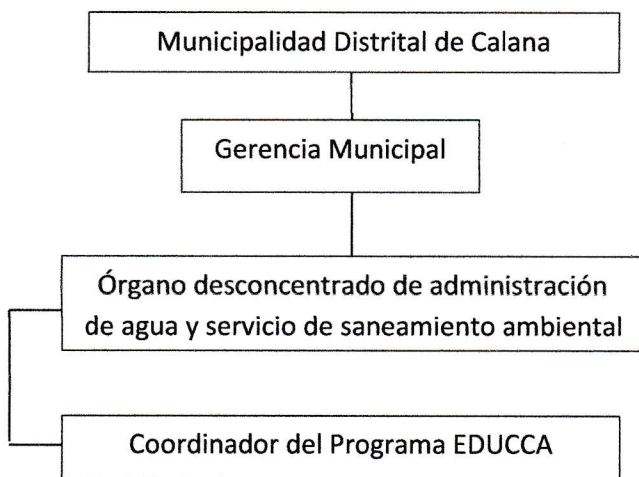 Municipalidad Distrital de Calana
Gerencia Municipal
Órgano desconcentrado de administración
de agua y servicio de saneamiento ambiental
Coordinador del Programa EDUCCA